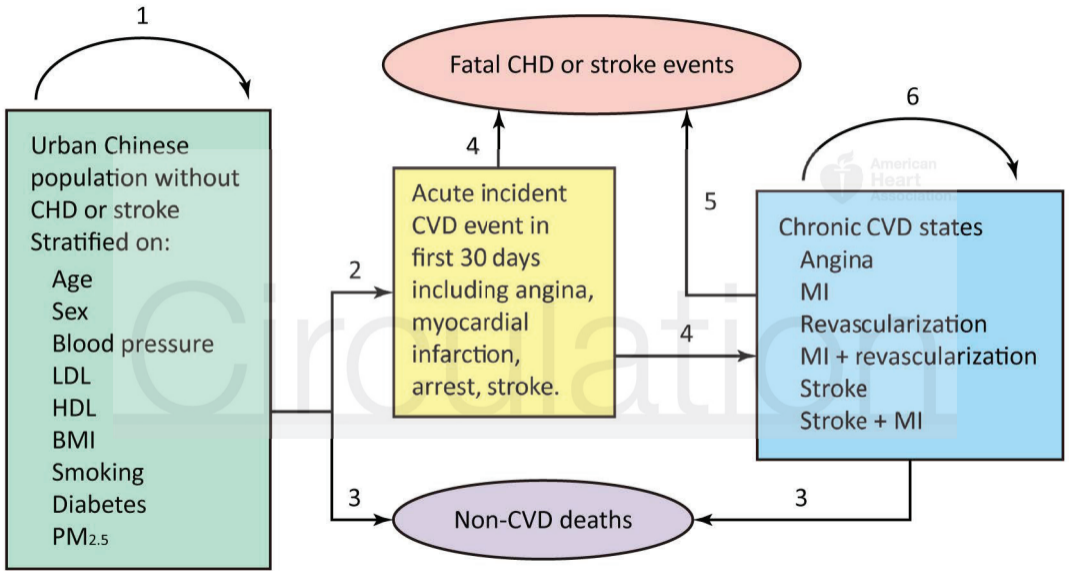 1
Fatal CHD or stroke events
6
Urban Chinese
population without
CHD or stroke
Stratified on:
Age
Sex
Blood pressure
LDL
HDL
BMI
Smoking
Diabetes
PM2.5
2
3
4
Acute incident
CVD event in
first 30 days
including angina,
myocardial
infarction,
arrest, stroke.
5
4
American
Heart
Association
Chronic CVD states
Angina
MI
Revascularization
MI + revascularization
Stroke
Stroke + MI
Non-CVD deaths
3
Circulation